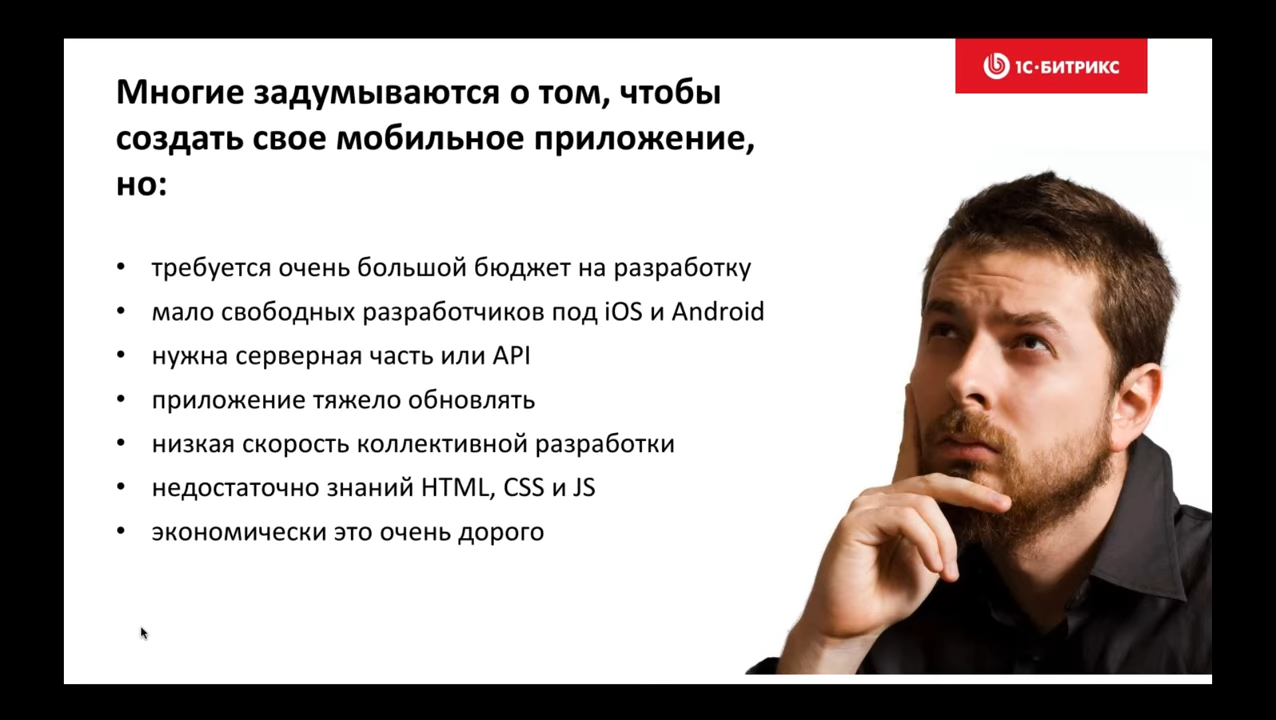 1С·БИТРИКС
Многие задумываются о том, чтобы
создать свое мобильное приложение,
но:
• требуется очень большой бюджет на разработку
• мало свободных разработчиков под iOS и Android
• нужна серверная часть или API
• приложение тяжело обновлять
• низкая скорость коллективной разработки
• недостаточно знаний HTML, CSS и JS
• экономически это очень дорого